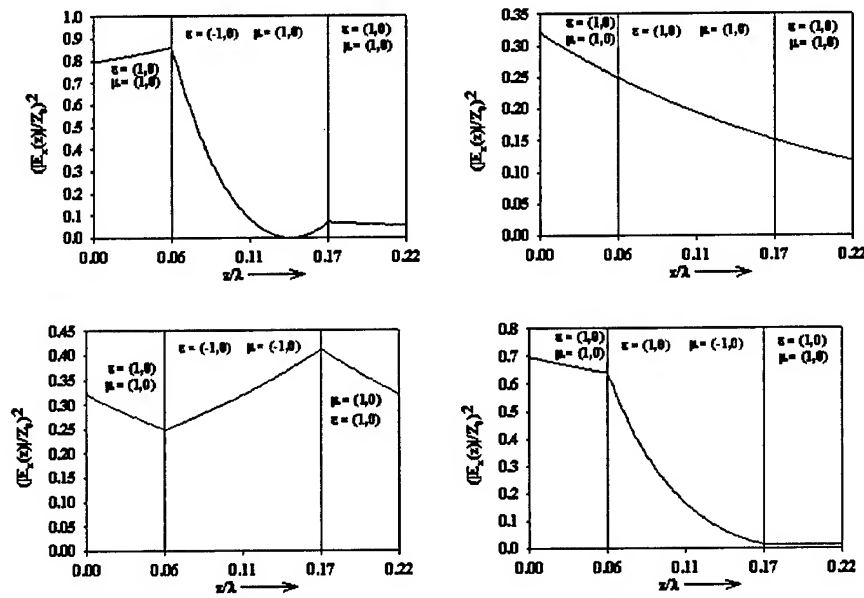 1.0
0.9
0.8
0.7
0.6
0.5
0.4
0.3
0.2
0.1
0.0
(|Eₓ(z)|/Z₀)²
ε = (1,0)
μ = (1,0)
ε = (-1,0) μ = (1,0)
ε = (1,0)
μ = (1,0)
0.00 0.06 0.11 0.17 0.22
z/λ →
0.35
0.30
0.25
0.20
0.15
0.10
0.05
0.00
(|Eₓ(z)|/Z₀)²
ε = (1,0)
μ = (1,0)
ε = (1,0) μ = (1,0)
ε = (1,0)
μ = (1,0)
0.00 0.06 0.11 0.17 0.22
z/λ →
0.45
0.40
0.35
0.30
0.25
0.20
0.15
0.10
0.05
0.00
(|Eₓ(z)|/Z₀)²
ε = (1,0)
μ = (1,0)
ε = (-1,0) μ = (-1,0)
μ = (1,0)
ε = (1,0)
0.00 0.06 0.11 0.17 0.22
z/λ →
0.8
0.7
0.6
0.5
0.4
0.3
0.2
0.1
0.0
(|Eₓ(z)|/Z₀)²
ε = (1,0)
μ = (1,0)
ε = (1,0) μ = (-1,0)
ε = (1,0)
μ = (1,0)
0.00 0.06 0.11 0.17 0.22
z/λ →